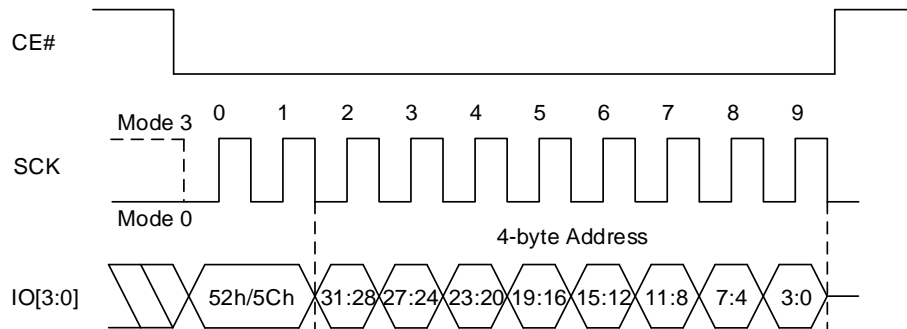 CE#
0 1 2 3 4 5 6 7 8 9
Mode 3
SCK
Mode 0
4-byte Address
IO[3:0] 52h/5Ch 31:28 27:24 23:20 19:16 15:12 11:8 7:4 3:0